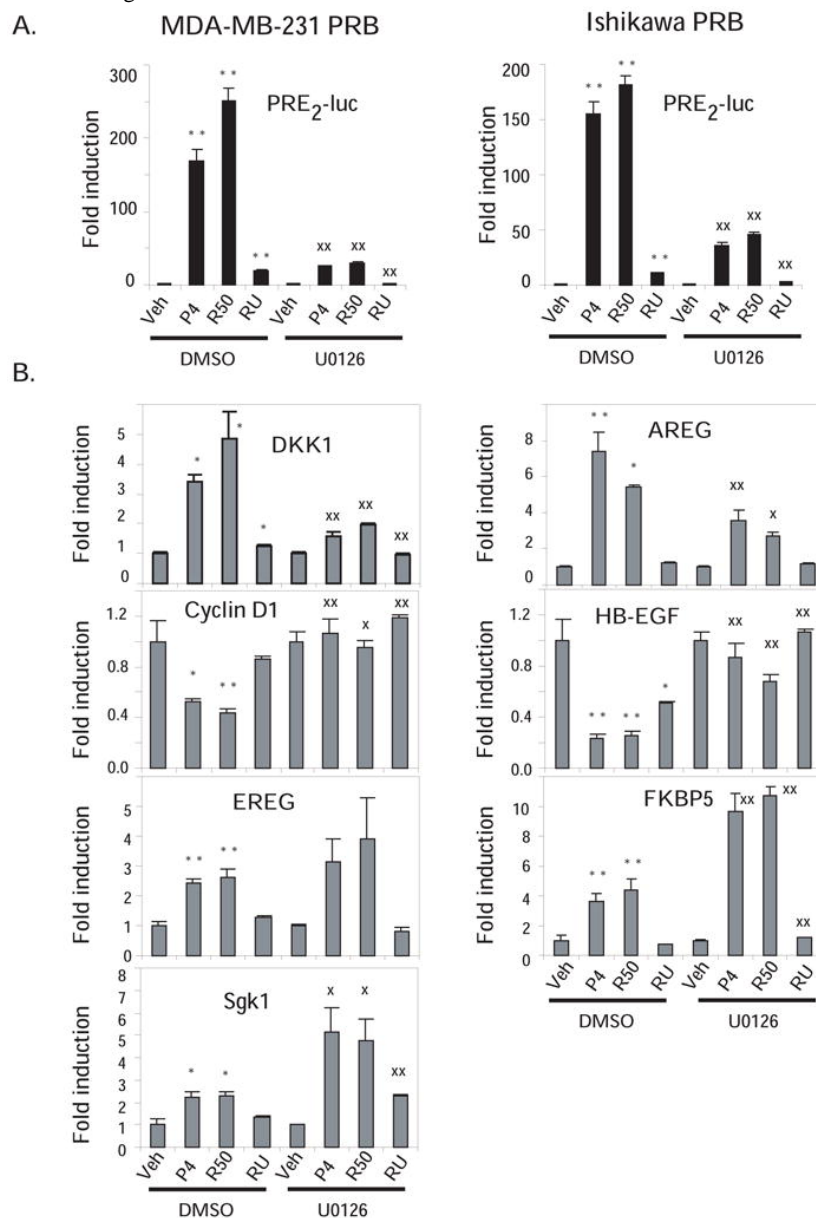 A.
MDA-MB-231 PRB
Ishikawa PRB
300
200
100
0
Fold induction
PRE2-luc
**
**
**
xx
xx
xx
Veh
P4
R50
RU
Veh
P4
R50
RU
DMSO
U0126
200
150
100
50
0
Fold induction
PRE2-luc
**
**
**
xx
xx
xx
Veh
P4
R50
RU
Veh
P4
R50
RU
DMSO
U0126
B.
Fold induction
5
4
3
2
1
0
DKK1
*
*
*
xx
xx
xx
Fold induction
8
6
4
2
0
AREG
**
*
xx
x
Fold induction
1.2
0.8
0.4
0.0
Cyclin D1
*
**
xx
x
xx
Fold induction
1.2
0.8
0.4
0.0
HB-EGF
**
**
*
xx
xx
xx
Fold induction
5
4
3
2
1
0
EREG
**
**
Fold induction
10
8
6
4
2
0
FKBP5
**
**
xx
xx
xx
Veh
P4
R50
RU
Veh
P4
R50
RU
DMSO
U0126
Fold induction
8
7
6
5
4
3
2
1
0
Sgk1
*
*
x
x
xx
Veh
P4
R50
RU
Veh
P4
R50
RU
DMSO
U0126